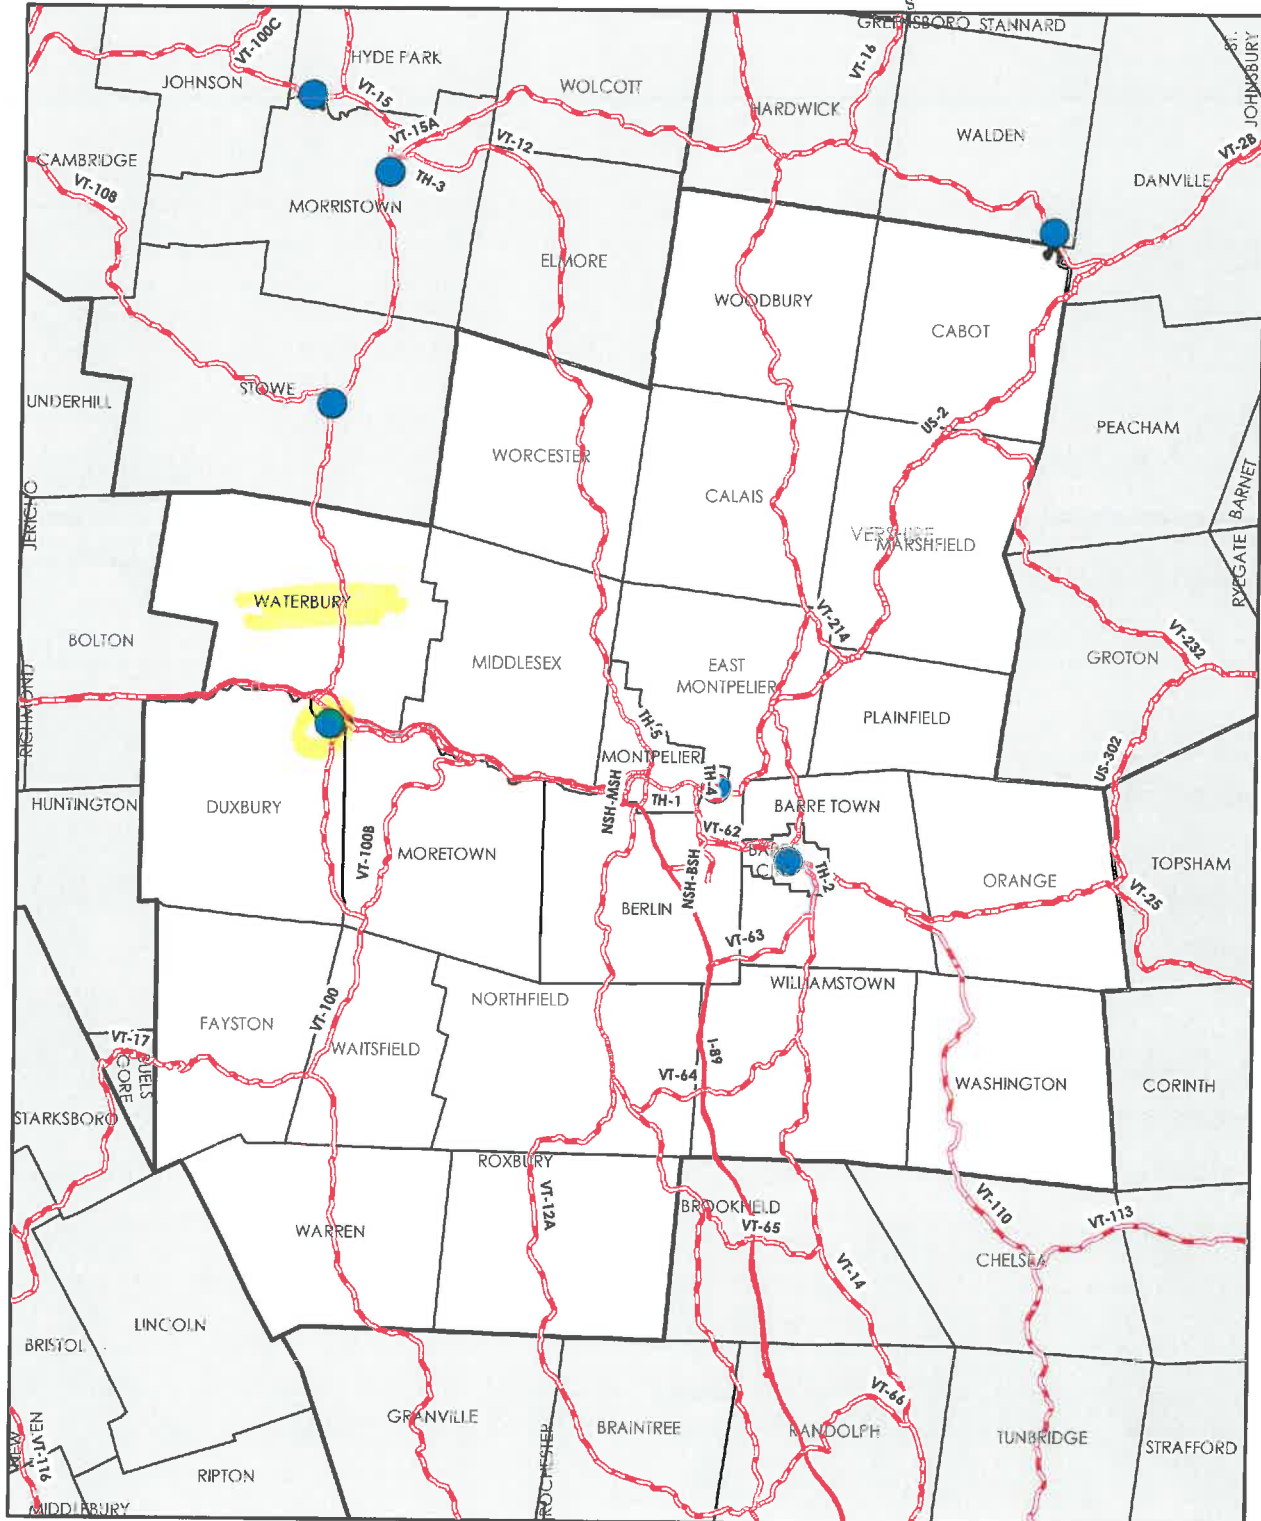 GREENSBORO STANNARD
ST. JOHNSBURY
VT-100C
HYDE PARK
VT-16
JOHNSON
WOLCOTT
VT-15
HARDWICK
WALDEN
VT-15A
VT-12
VT-2B
CAMBRIDGE
TH-3
DANVILLE
VT-108
MORRISTOWN
ELMORE
WOODBURY
CABOT
STOWE
UNDERHILL
US-2
PEACHAM
WORCESTER
CALAIS
BARNET
JERICHO
VERSHIRE
MARSHFIELD
RYEGATE
WATERBURY
VT-214
BOLTON
VT-232
MIDDLESEX
EAST
MONTPELIER
GROTON
RICHMOND
PLAINFIELD
TH-5
MONTPELIER
US-302
TH-4
HUNTINGTON
DUXBURY
NSH-MSH
TH-1
BARRE TOWN
VT-62
VT-100B
MORETOWN
TH-2
TOPSHAM
NSH-BSH
ORANGE
VT-25
BERLIN
VT-63
WILLIAMSTOWN
NORTHFIELD
VT-100
FAYSTON
VT-17
WAITSFIELD
I-89
BUELS
GORE
VT-64
WASHINGTON
CORINTH
STARKSBORO
ROXBURY
VT-12A
BROOKFIELD
VT-110
VT-113
WARREN
VT-65
CHELSEA
VT-14
LINCOLN
BRISTOL
VT-66
GRANVILLE
BRAINTREE
RANDOLPH
TUNBRIDGE
STRAFFORD
NEW
VT-116
ROCHESTER
RIPTON
MIDDLEBURY